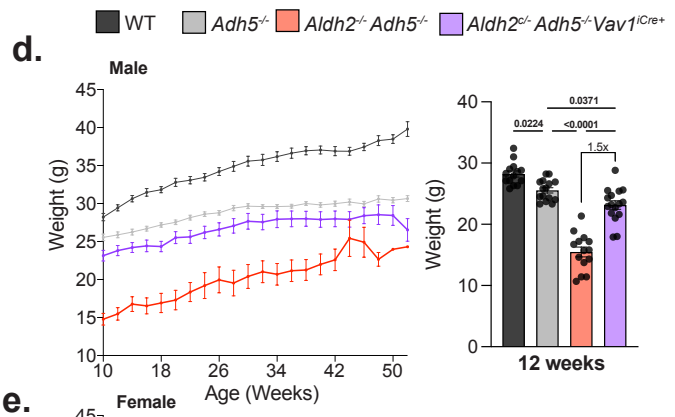 WT Adh5-/- Aldh2-/- Adh5-/- Aldh2c/- Adh5-/- Vav1iCre+
d.
Male
45
40
35
30
25
20
15
10
Weight (g)
10 18 26 34 42 50
Age (Weeks)
40
30
20
10
0
Weight (g)
0.0371
0.0224 <0.0001
1.5x
12 weeks
e.
Female
45